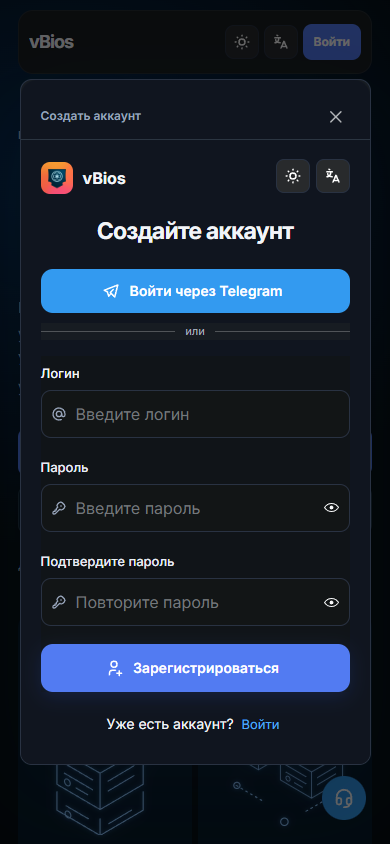 vBios
Войти
Создать аккаунт
vBios
Создайте аккаунт
Войти через Telegram
или
Логин
Введите логин
Пароль
Введите пароль
Подтвердите пароль
Повторите пароль
Зарегистрироваться
Уже есть аккаунт? Войти